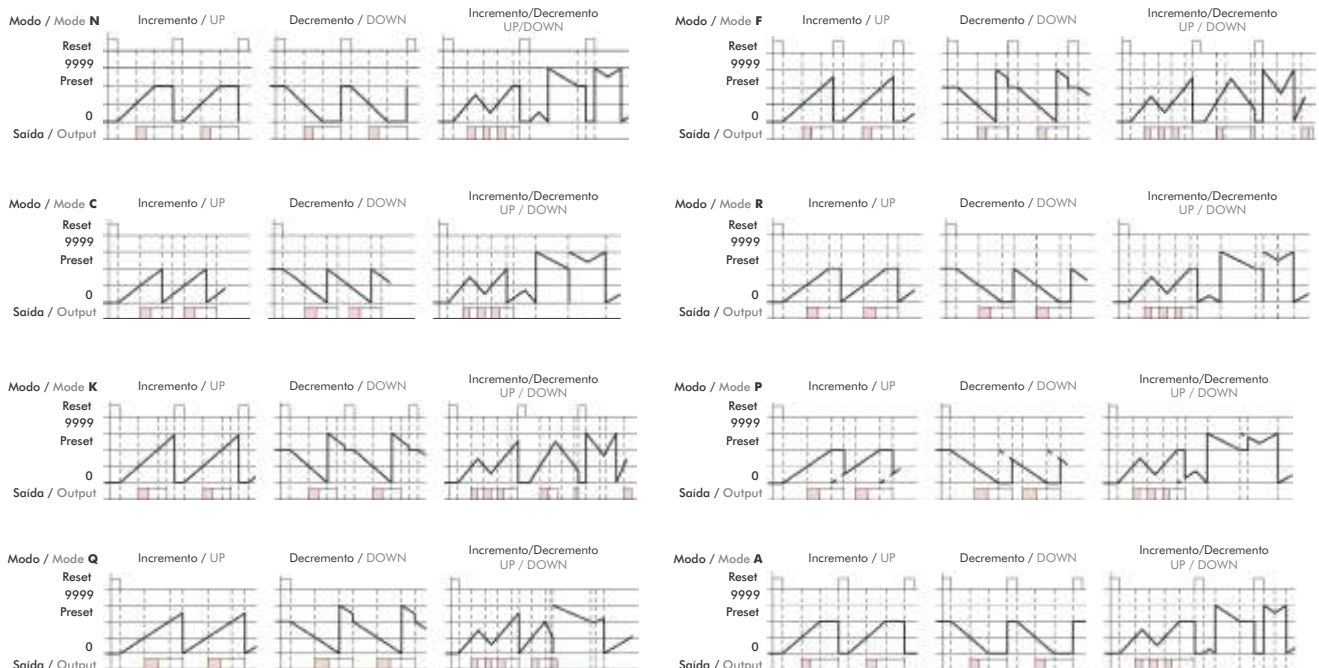 Modo / Mode N
Incremento / UP
Decremento / DOWN
Incremento/Decremento
UP/DOWN
Reset
9999
Preset
0
Saída / Output
Modo / Mode F
Incremento / UP
Decremento / DOWN
Incremento/Decremento
UP / DOWN
Reset
9999
Preset
0
Saída / Output
Modo / Mode C
Incremento / UP
Decremento / DOWN
Incremento/Decremento
UP / DOWN
Reset
9999
Preset
0
Saída / Output
Modo / Mode R
Incremento / UP
Decremento / DOWN
Incremento/Decremento
UP / DOWN
Reset
9999
Preset
0
Saída / Output
Modo / Mode K
Incremento / UP
Decremento / DOWN
Incremento/Decremento
UP / DOWN
Reset
9999
Preset
0
Saída / Output
Modo / Mode P
Incremento / UP
Decremento / DOWN
Incremento/Decremento
UP / DOWN
Reset
9999
Preset
0
Saída / Output
Modo / Mode Q
Incremento / UP
Decremento / DOWN
Incremento/Decremento
UP / DOWN
Reset
9999
Preset
0
Saída / Output
Modo / Mode A
Incremento / UP
Decremento / DOWN
Incremento/Decremento
UP / DOWN
Reset
9999
Preset
0
Saída / Output